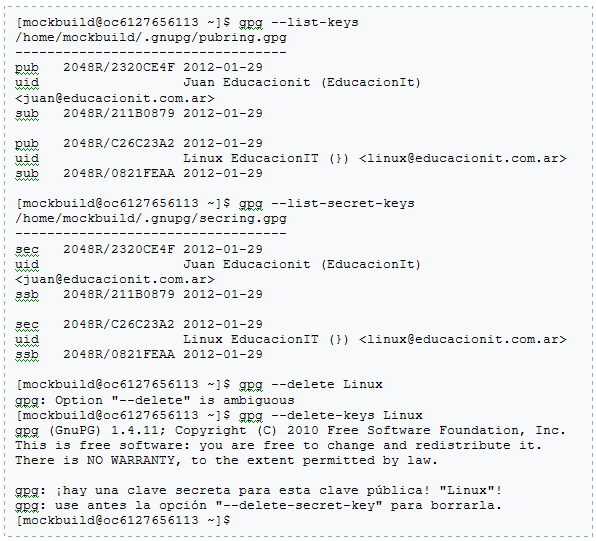 [mockbuild@oc6127656113 ~]$ gpg --list-keys
/home/mockbuild/.gnupg/pubring.gpg
----------------------------------
pub   2048R/2320CE4F 2012-01-29
uid                  Juan Educacionit (EducacionIt)
<juan@educacionit.com.ar>
sub   2048R/211B0879 2012-01-29

pub   2048R/C26C23A2 2012-01-29
uid                  Linux EducacionIT (}) <linux@educacionit.com.ar>
sub   2048R/0821FEAA 2012-01-29

[mockbuild@oc6127656113 ~]$ gpg --list-secret-keys
/home/mockbuild/.gnupg/secring.gpg
----------------------------------
sec   2048R/2320CE4F 2012-01-29
uid                  Juan Educacionit (EducacionIt)
<juan@educacionit.com.ar>
ssb   2048R/211B0879 2012-01-29

sec   2048R/C26C23A2 2012-01-29
uid                  Linux EducacionIT (}) <linux@educacionit.com.ar>
ssb   2048R/0821FEAA 2012-01-29

[mockbuild@oc6127656113 ~]$ gpg --delete Linux
gpg: Option "--delete" is ambiguous
[mockbuild@oc6127656113 ~]$ gpg --delete-keys Linux
gpg (GnuPG) 1.4.11; Copyright (C) 2010 Free Software Foundation, Inc.
This is free software: you are free to change and redistribute it.
There is NO WARRANTY, to the extent permitted by law.

gpg: ¡hay una clave secreta para esta clave pública! "Linux"!
gpg: use antes la opción "--delete-secret-key" para borrarla.
[mockbuild@oc6127656113 ~]$